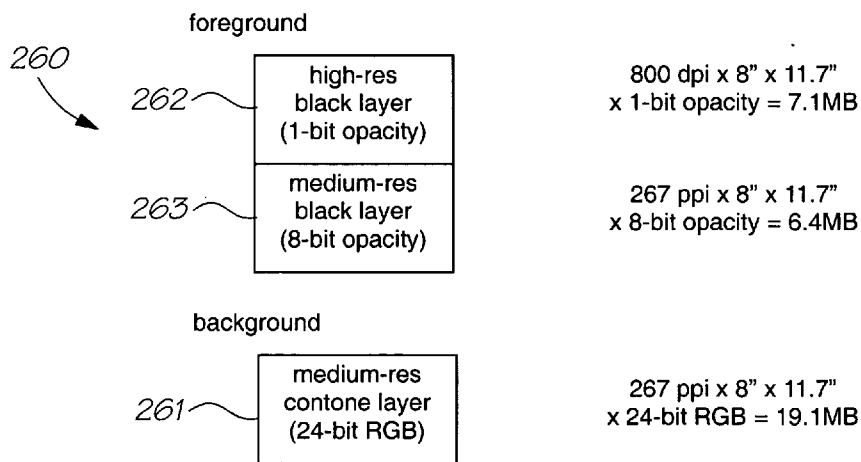 foreground
260
262
high-res
black layer
(1-bit opacity)
800 dpi x 8” x 11.7”
x 1-bit opacity = 7.1MB
263
medium-res
black layer
(8-bit opacity)
267 ppi x 8” x 11.7”
x 8-bit opacity = 6.4MB
background
261
medium-res
contone layer
(24-bit RGB)
267 ppi x 8” x 11.7”
x 24-bit RGB = 19.1MB